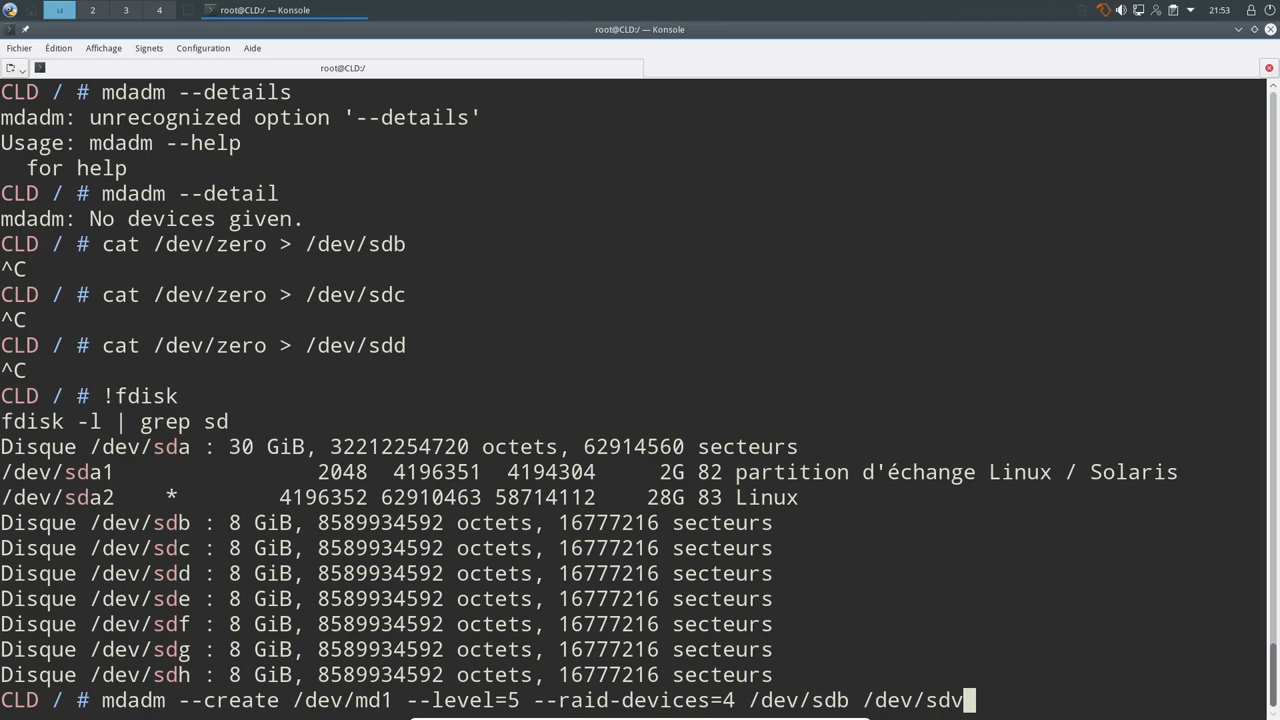 2 3 4 root@CLD:/ — Konsole 21:53
root@CLD:/ — Konsole
Fichier Édition Affichage Signets Configuration Aide
root@CLD:/
CLD / # mdadm --details
mdadm: unrecognized option '--details'
Usage: mdadm --help
  for help
CLD / # mdadm --detail
mdadm: No devices given.
CLD / # cat /dev/zero > /dev/sdb
^C
CLD / # cat /dev/zero > /dev/sdc
^C
CLD / # cat /dev/zero > /dev/sdd
^C
CLD / # !fdisk
fdisk -l | grep sd
Disque /dev/sda : 30 GiB, 32212254720 octets, 62914560 secteurs
/dev/sda1 2048 4196351 4194304 2G 82 partition d'échange Linux / Solaris
/dev/sda2 * 4196352 62910463 58714112 28G 83 Linux
Disque /dev/sdb : 8 GiB, 8589934592 octets, 16777216 secteurs
Disque /dev/sdc : 8 GiB, 8589934592 octets, 16777216 secteurs
Disque /dev/sdd : 8 GiB, 8589934592 octets, 16777216 secteurs
Disque /dev/sde : 8 GiB, 8589934592 octets, 16777216 secteurs
Disque /dev/sdf : 8 GiB, 8589934592 octets, 16777216 secteurs
Disque /dev/sdg : 8 GiB, 8589934592 octets, 16777216 secteurs
Disque /dev/sdh : 8 GiB, 8589934592 octets, 16777216 secteurs
CLD / # mdadm --create /dev/md1 --level=5 --raid-devices=4 /dev/sdb /dev/sdv